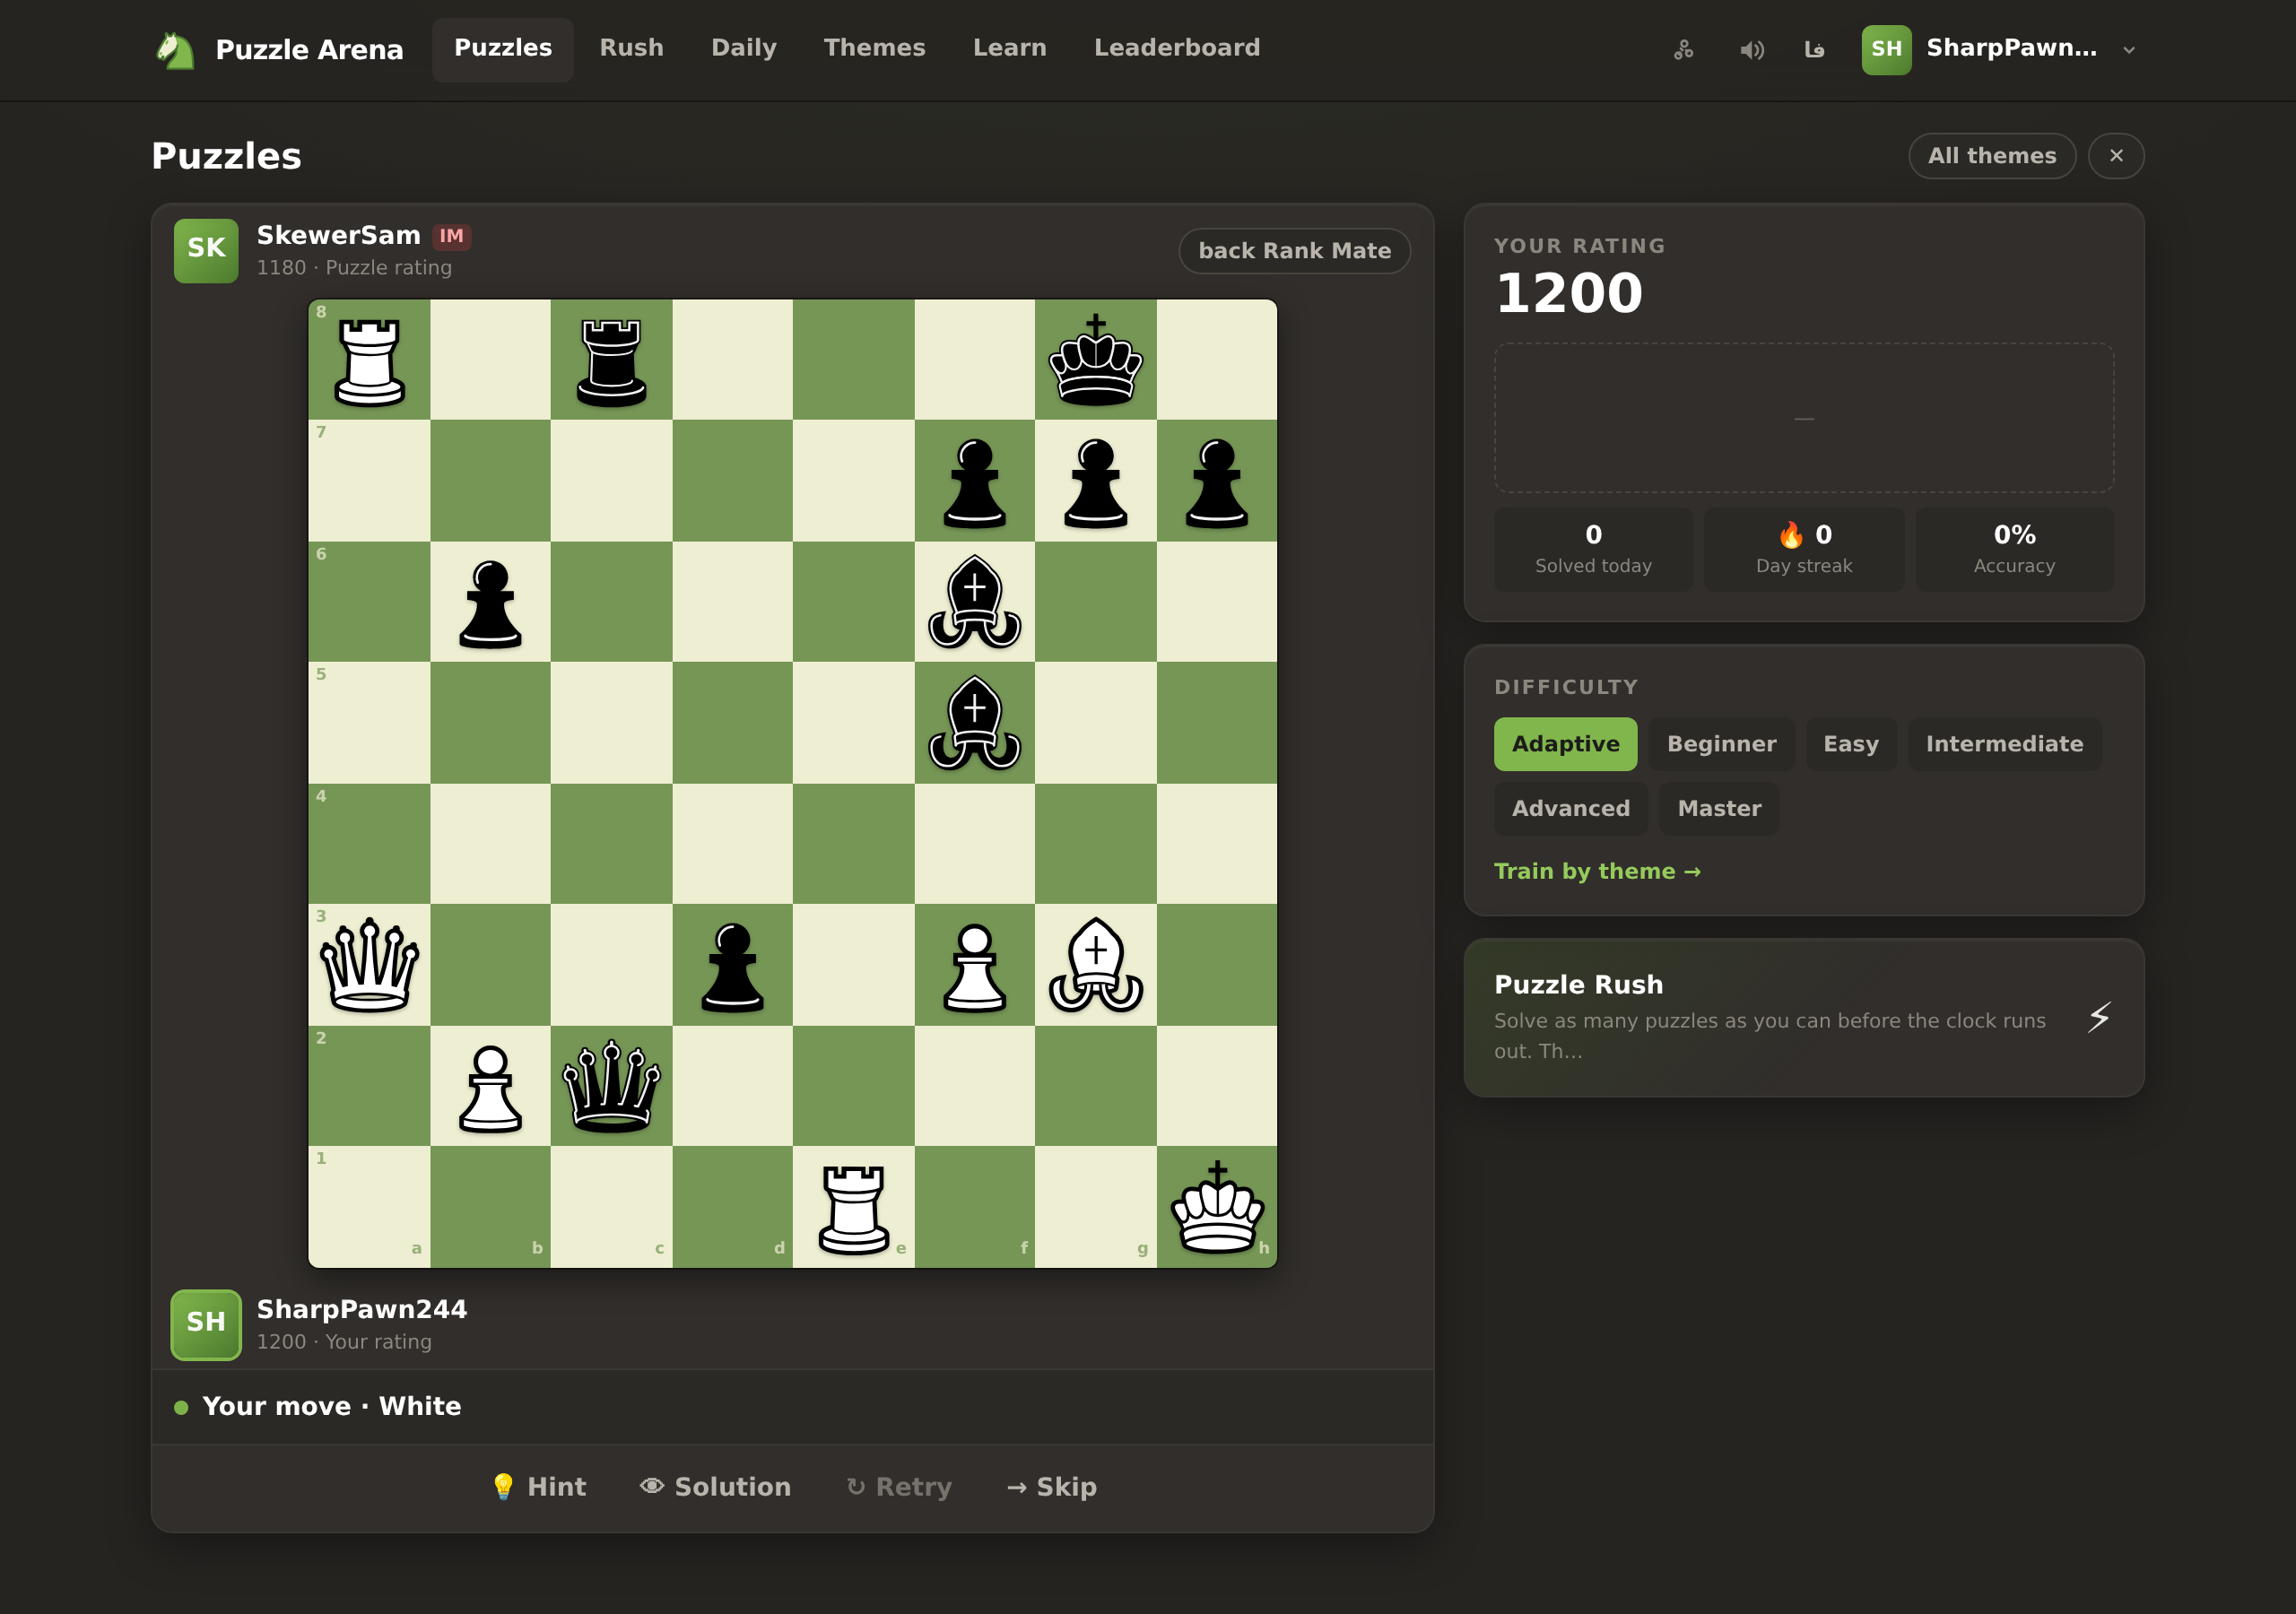 Puzzle Arena Puzzles Rush Daily Themes Learn Leaderboard فا SH SharpPawn...
Puzzles All themes ✕
SK SkewerSam IM
1180 · Puzzle rating
back Rank Mate
8
7
6
5
4
3
2
1
a b c d e f g h
SH SharpPawn244
1200 · Your rating
Your move · White
💡 Hint 👁 Solution ↻ Retry → Skip
YOUR RATING
1200
—
0 🔥 0 0%
Solved today Day streak Accuracy
DIFFICULTY
Adaptive Beginner Easy Intermediate
Advanced Master
Train by theme →
Puzzle Rush
Solve as many puzzles as you can before the clock runs
out. Th...
⚡